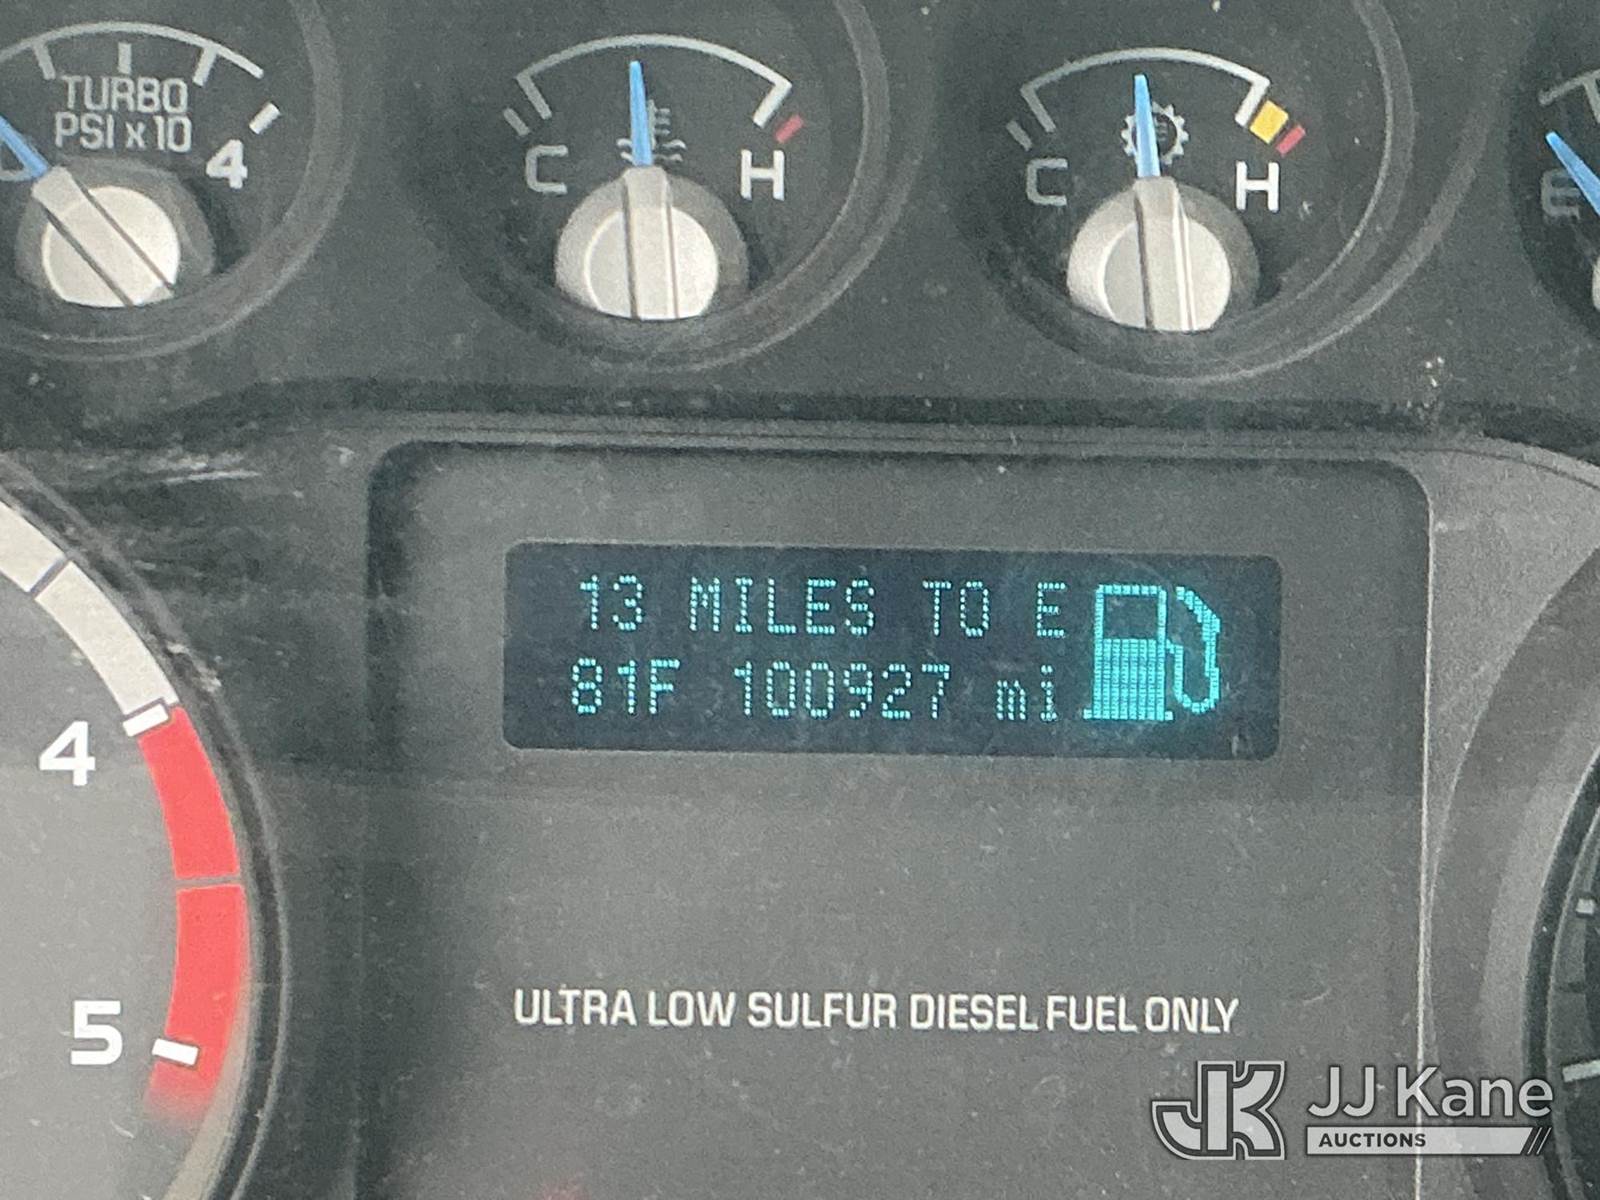 TURBO
PSI x 10
4
C
H
C
H
E
13 MILES TO E
81F 100927 mi
4
5
ULTRA LOW SULFUR DIESEL FUEL ONLY
JK
JJ Kane
AUCTIONS